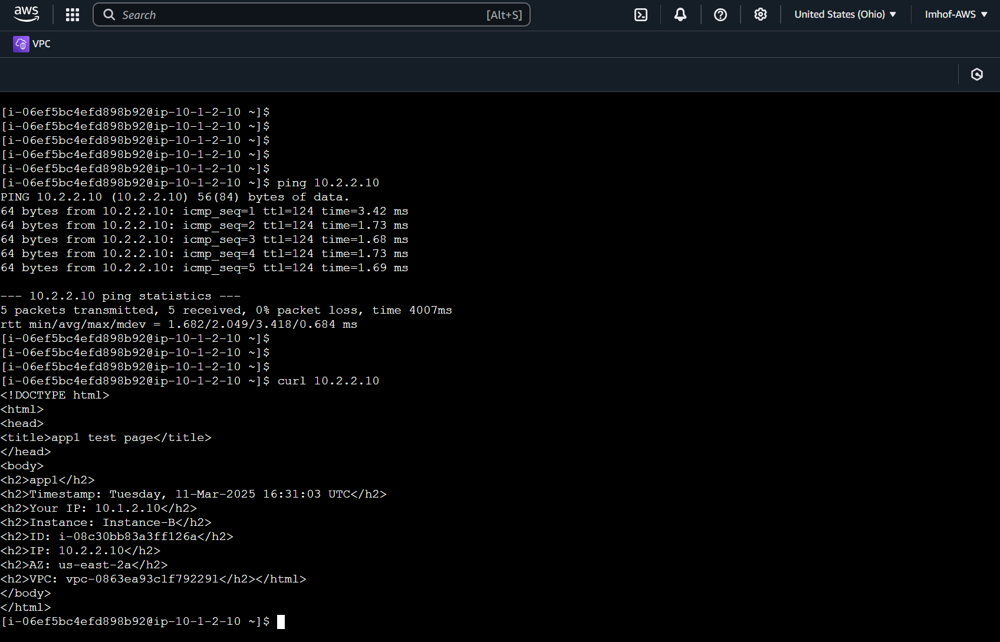 aws
Search [Alt+S] United States (Ohio) ▼ Imhof-AWS ▼
VPC
[i-06ef5bc4efd898b92@ip-10-1-2-10 ~]$
[i-06ef5bc4efd898b92@ip-10-1-2-10 ~]$
[i-06ef5bc4efd898b92@ip-10-1-2-10 ~]$
[i-06ef5bc4efd898b92@ip-10-1-2-10 ~]$
[i-06ef5bc4efd898b92@ip-10-1-2-10 ~]$
[i-06ef5bc4efd898b92@ip-10-1-2-10 ~]$ ping 10.2.2.10
PING 10.2.2.10 (10.2.2.10) 56(84) bytes of data.
64 bytes from 10.2.2.10: icmp_seq=1 ttl=124 time=3.42 ms
64 bytes from 10.2.2.10: icmp_seq=2 ttl=124 time=1.73 ms
64 bytes from 10.2.2.10: icmp_seq=3 ttl=124 time=1.68 ms
64 bytes from 10.2.2.10: icmp_seq=4 ttl=124 time=1.73 ms
64 bytes from 10.2.2.10: icmp_seq=5 ttl=124 time=1.69 ms
--- 10.2.2.10 ping statistics ---
5 packets transmitted, 5 received, 0% packet loss, time 4007ms
rtt min/avg/max/mdev = 1.682/2.049/3.418/0.684 ms
[i-06ef5bc4efd898b92@ip-10-1-2-10 ~]$
[i-06ef5bc4efd898b92@ip-10-1-2-10 ~]$
[i-06ef5bc4efd898b92@ip-10-1-2-10 ~]$
[i-06ef5bc4efd898b92@ip-10-1-2-10 ~]$ curl 10.2.2.10
<!DOCTYPE html>
<html>
<head>
<title>app1 test page</title>
</head>
<body>
<h2>app1</h2>
<h2>Timestamp: Tuesday, 11-Mar-2025 16:31:03 UTC</h2>
<h2>Your IP: 10.1.2.10</h2>
<h2>Instance: Instance-B</h2>
<h2>ID: i-08c30bb83a3ff126a</h2>
<h2>IP: 10.2.2.10</h2>
<h2>AZ: us-east-2a</h2>
<h2>VPC: vpc-0863ea93c1f792291</h2></html>
</body>
</html>
[i-06ef5bc4efd898b92@ip-10-1-2-10 ~]$